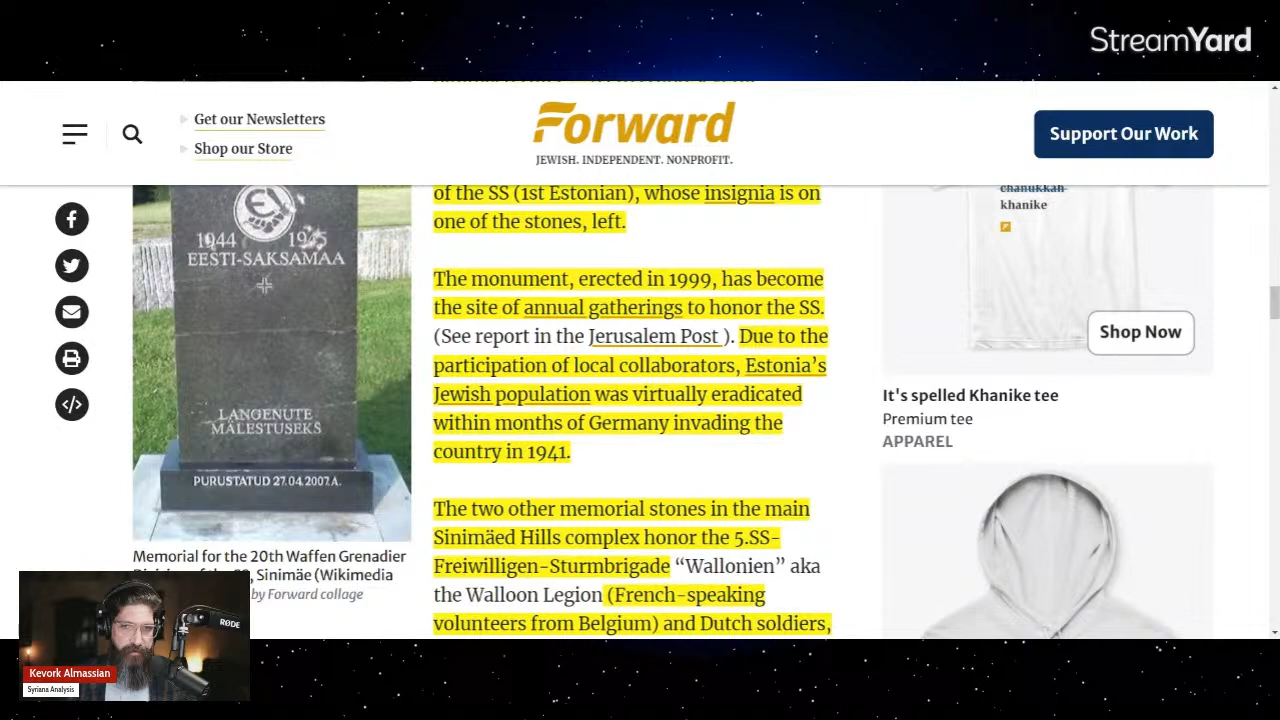 StreamYard
Get our Newsletters
Shop our Store
Forward
JEWISH. INDEPENDENT. NONPROFIT.
Support Our Work
1944 1945
EESTI-SAKSAMAA
LANGENUTE
MÄLESTUSEKS
PURUSTATUD 27.04.2007.A.
Memorial for the 20th Waffen Grenadier
Sinimäe (Wikimedia
by Forward collage
of the SS (1st Estonian), whose insignia is on
one of the stones, left.
The monument, erected in 1999, has become
the site of annual gatherings to honor the SS.
(See report in the Jerusalem Post ). Due to the
participation of local collaborators, Estonia’s
Jewish population was virtually eradicated
within months of Germany invading the
country in 1941.
The two other memorial stones in the main
Sinimäed Hills complex honor the 5.SS-
Freiwilligen-Sturmbrigade “Wallonien” aka
the Walloon Legion (French-speaking
volunteers from Belgium) and Dutch soldiers,
chanukkah
khanike
Shop Now
It's spelled Khanike tee
Premium tee
APPAREL
RØDE
Kevork Almassian
Syriana Analysis